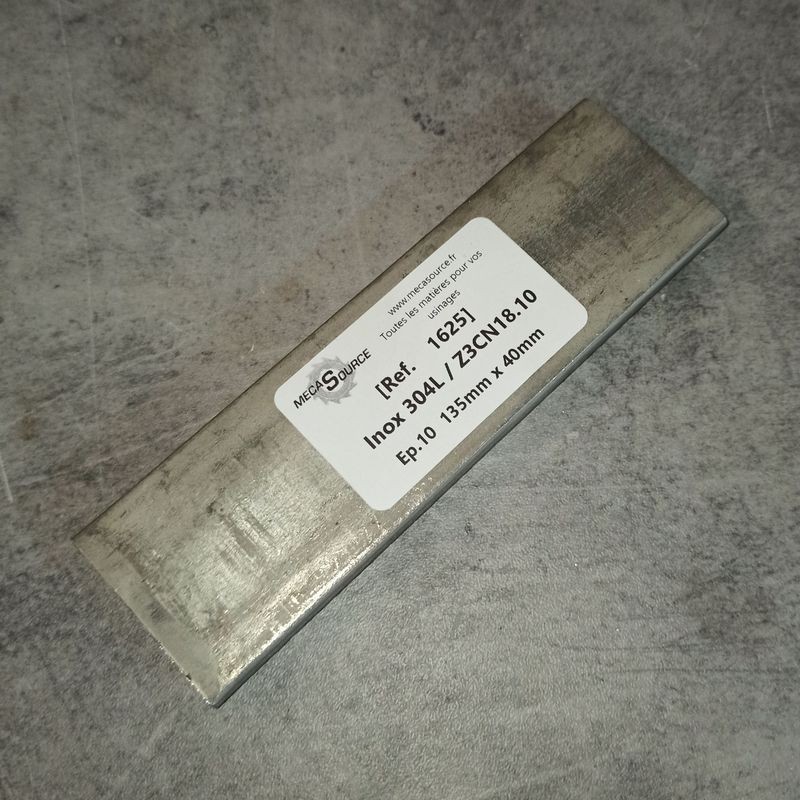 MECASOURCE
www.mecasource.fr
Toutes les matières pour vos
usinages
[Ref. 1625]
Inox 304L / Z3CN18.10
Ep.10 135mm x 40mm